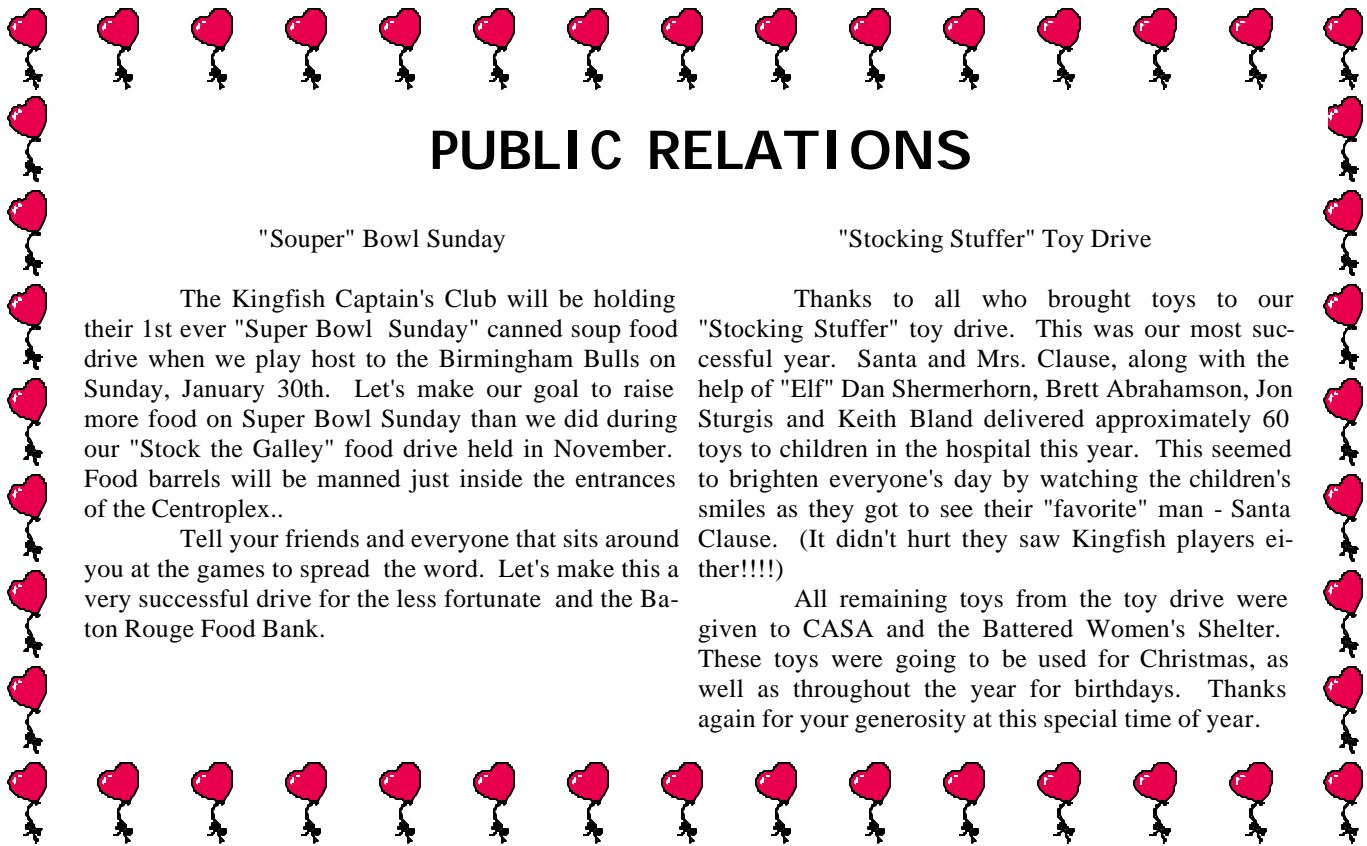 PUBLIC RELATIONS
"Souper" Bowl Sunday
The Kingfish Captain's Club will be holding
their 1st ever "Super Bowl  Sunday" canned soup food
drive when we play host to the Birmingham Bulls on
Sunday, January 30th.  Let's make our goal to raise
more food on Super Bowl Sunday than we did during
our "Stock the Galley" food drive held in November.
Food barrels will be manned just inside the entrances
of the Centroplex..
Tell your friends and everyone that sits around
you at the games to spread  the word.  Let's make this a
very successful drive for the less fortunate  and the Ba-
ton Rouge Food Bank.
"Stocking Stuffer" Toy Drive
Thanks to all who brought toys to our
"Stocking Stuffer" toy drive.  This was our most suc-
cessful year.  Santa and Mrs. Clause, along with the
help of "Elf" Dan Shermerhorn, Brett Abrahamson, Jon
Sturgis and Keith Bland delivered approximately 60
toys to children in the hospital this year.  This seemed
to brighten everyone's day by watching the children's
smiles as they got to see their "favorite" man - Santa
Clause.  (It didn't hurt they saw Kingfish players ei-
ther!!!!)
All remaining toys from the toy drive were
given to CASA and the Battered Women's Shelter.
These toys were going to be used for Christmas, as
well as throughout the year for birthdays.  Thanks
again for your generosity at this special time of year.